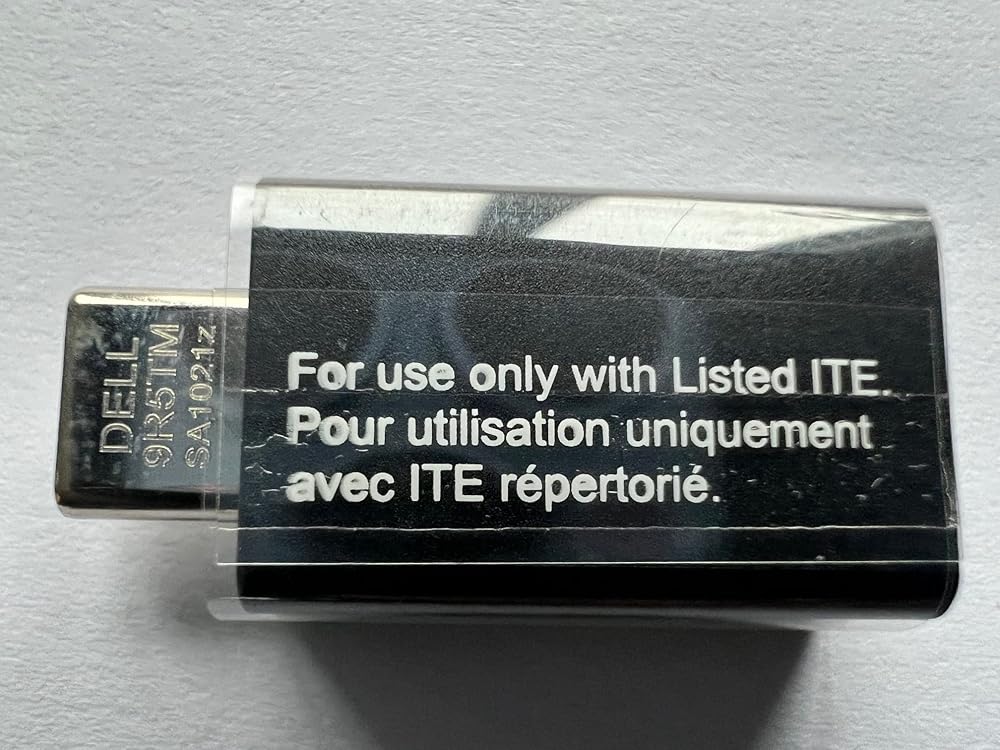 For use only with Listed ITE.
Pour utilisation uniquement
avec ITE répertorié.
DELL
9R5TM
SA1021z